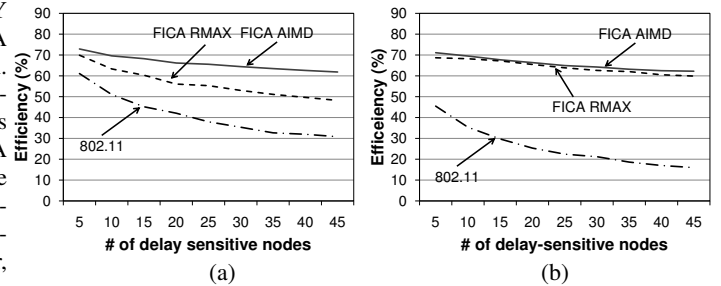 Y
A
.
–
s
A
e
–
–
r,
Efficiency (%)
90
80
70
60
50
40
30
20
10
0
FICA RMAX
FICA AIMD
802.11
5 10 15 20 25 30 35 40 45
# of delay sensitive nodes
(a)
Efficeiency (%)
90
80
70
60
50
40
30
20
10
0
FICA AIMD
FICA RMAX
802.11
5 10 15 20 25 30 35 40 45
# of delay-sensitive nodes
(b)